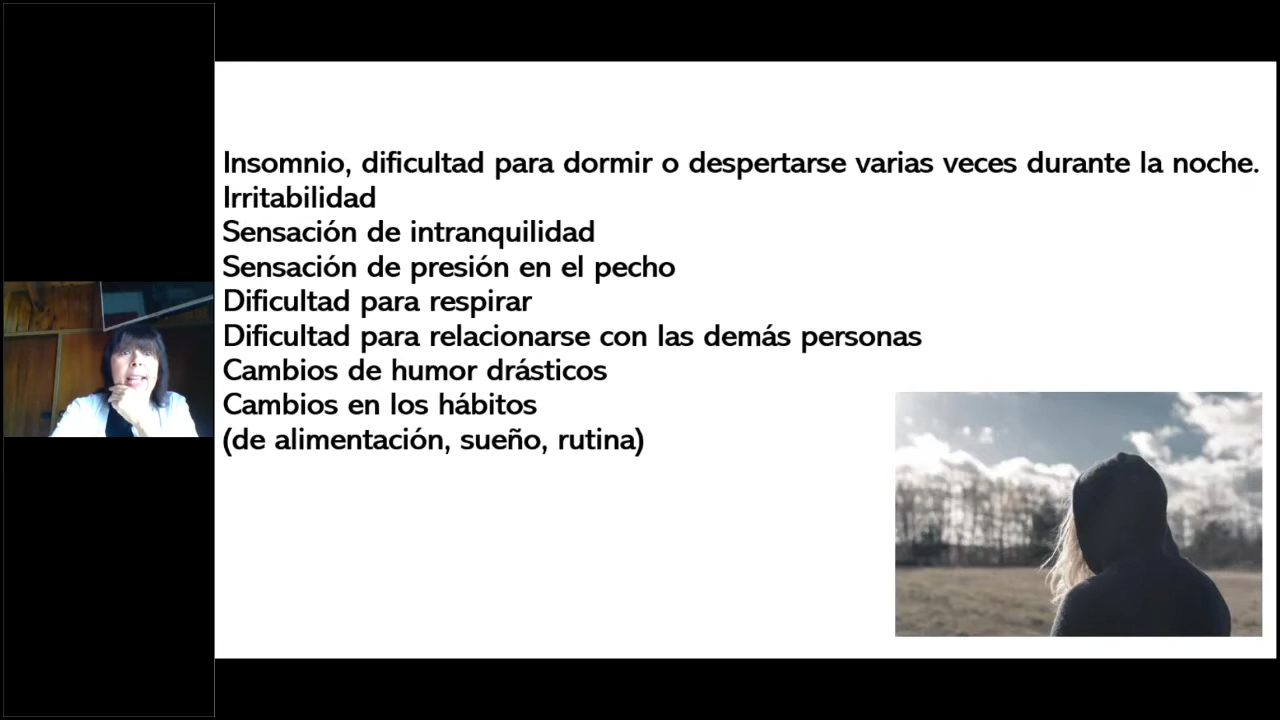 Insomnio, dificultad para dormir o despertarse varias veces durante la noche.
Irritabilidad
Sensación de intranquilidad
Sensación de presión en el pecho
Dificultad para respirar
Dificultad para relacionarse con las demás personas
Cambios de humor drásticos
Cambios en los hábitos
(de alimentación, sueño, rutina)